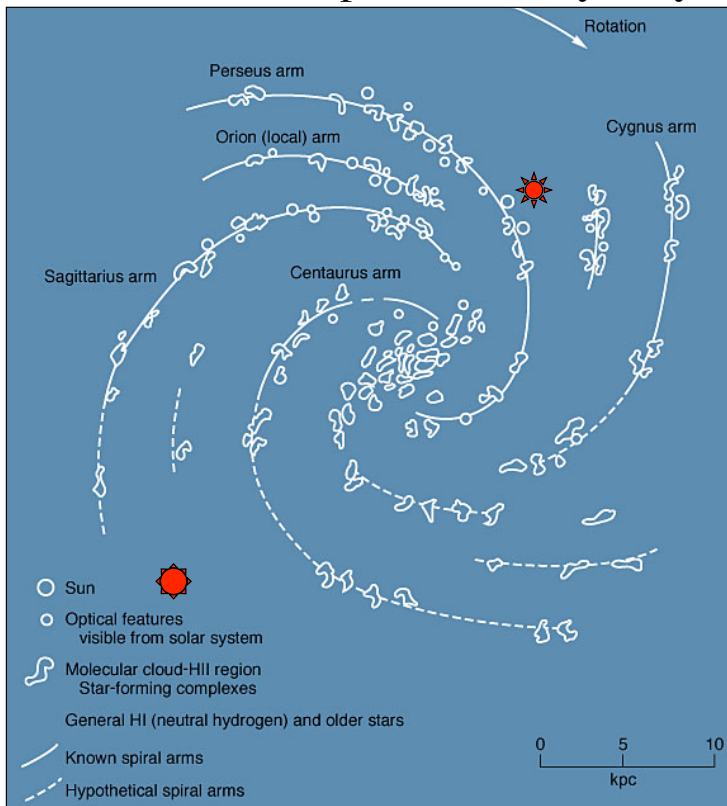 Rotation
Perseus arm
Cygnus arm
Orion (local) arm
Sagittarius arm
Centaurus arm
Sun
Optical features
visible from solar system
Molecular cloud-HII region
Star-forming complexes
General HI (neutral hydrogen) and older stars
Known spiral arms
Hypothetical spiral arms
0 5 10
kpc